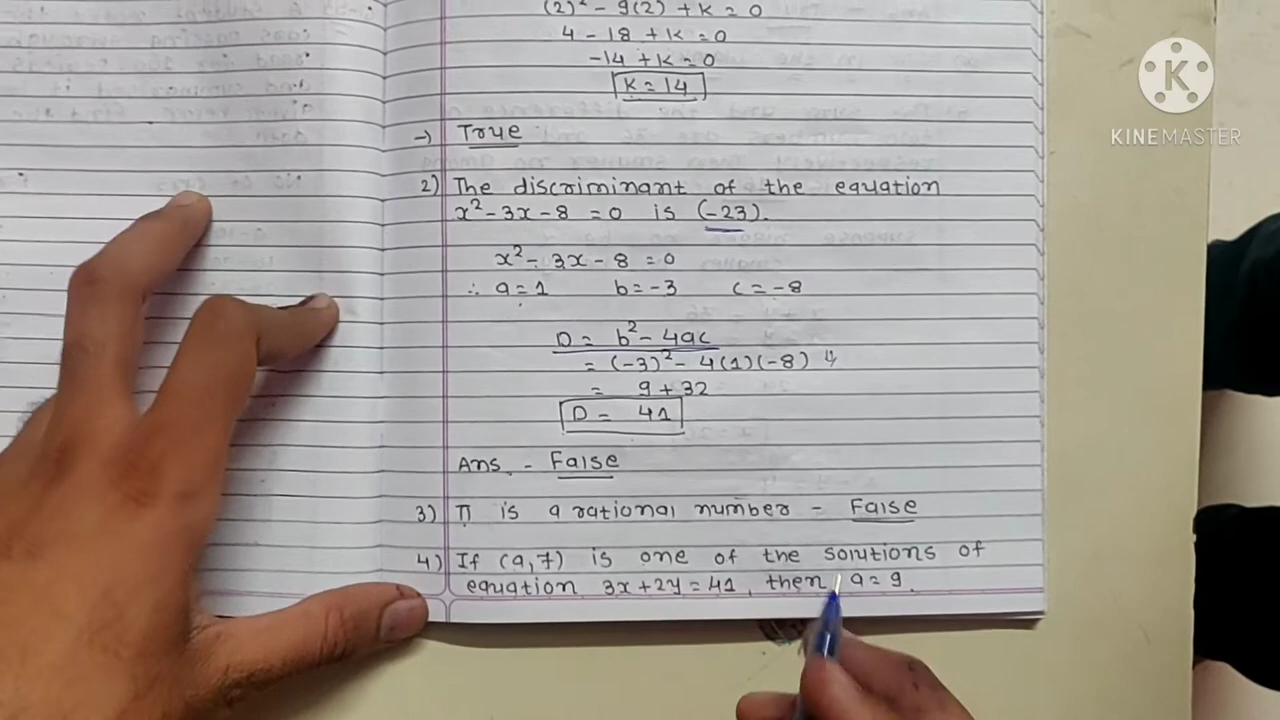 (2)² - 9(2) + K = 0
4 - 18 + K = 0
-14 + K = 0
K = 14
K
KINEMASTER
→ True
2) The discriminant of the equation
x² - 3x - 8 = 0 is (-23).
x² - 3x - 8 = 0
∴ a = 1 b = -3 c = -8
D = b² - 4ac
= (-3)² - 4(1)(-8)
= 9 + 32
D = 41
Ans. - False
3) π is a rational number - False
4) If (a,7) is one of the solutions of
equation 3x + 2y = 41, then a = 9.